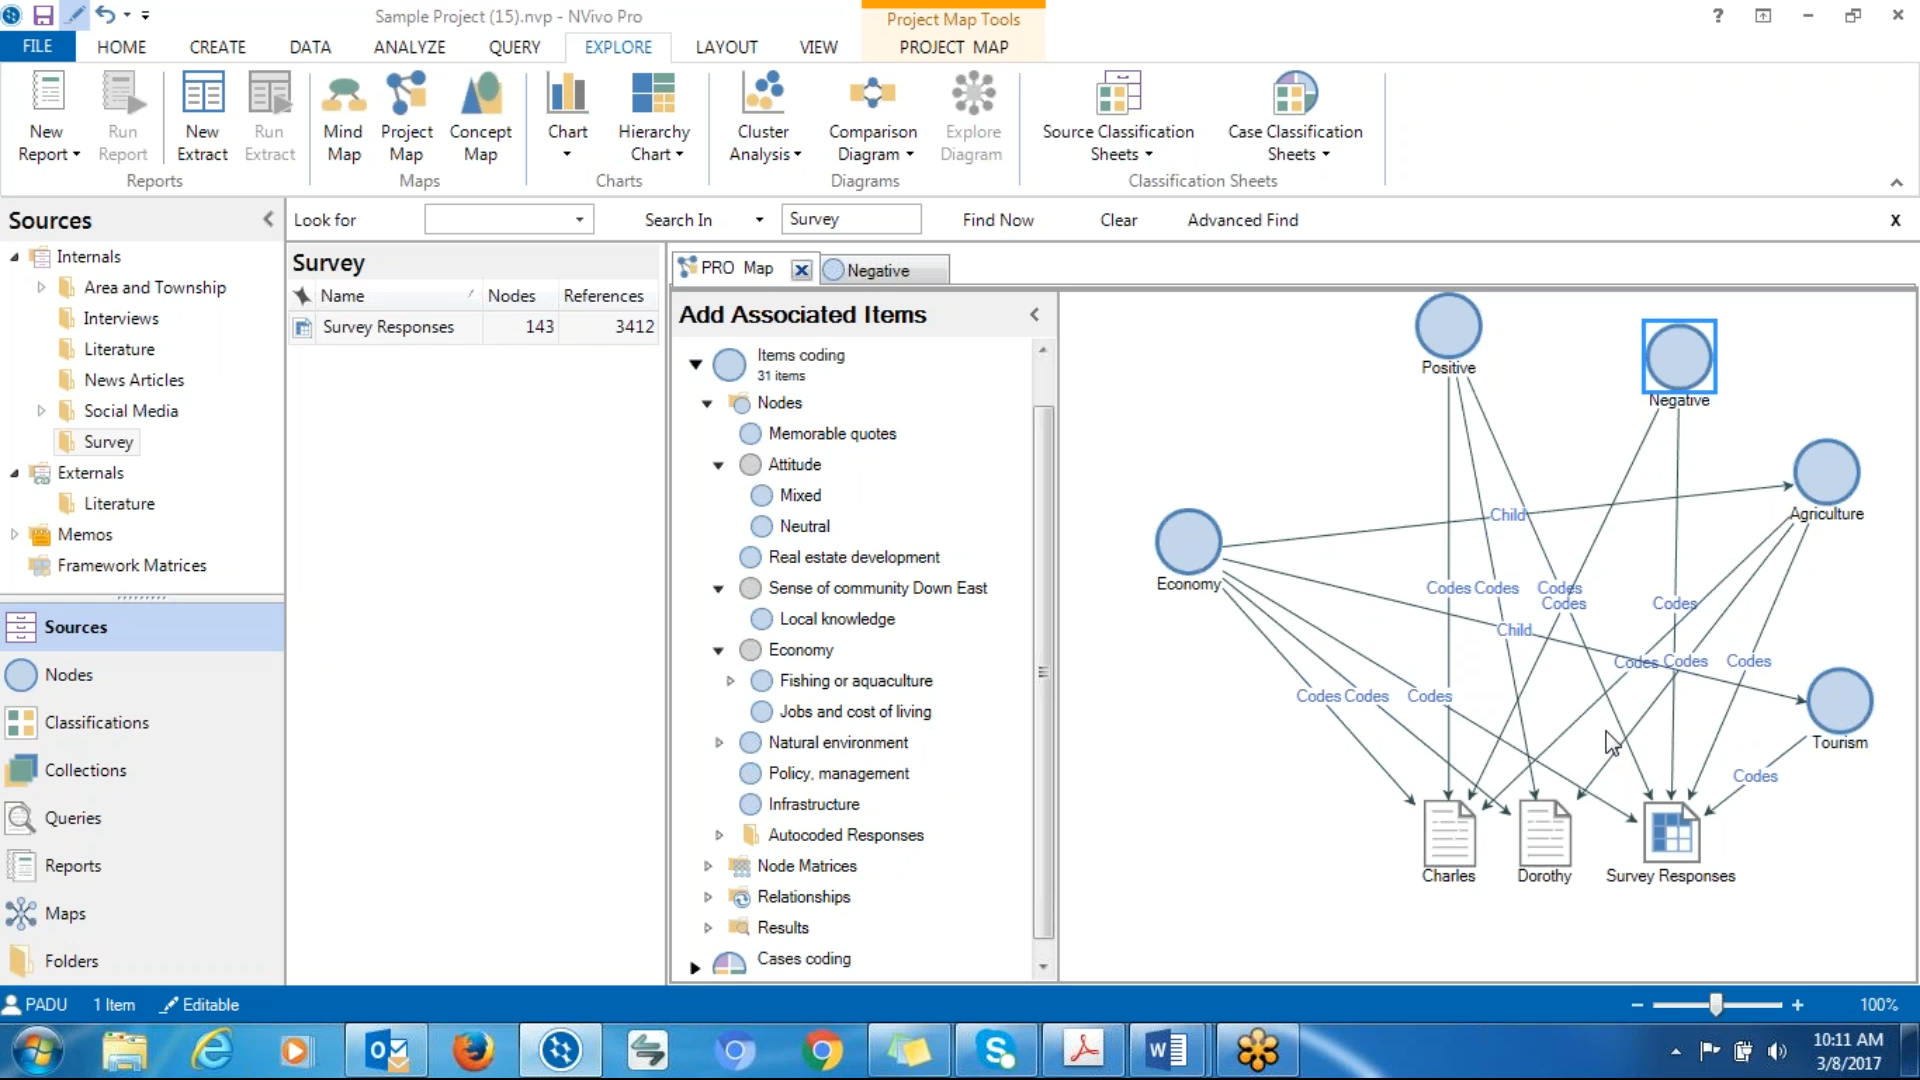 Sample Project (15).nvp - NVivo Pro
Project Map Tools
?
FILE HOME CREATE DATA ANALYZE QUERY EXPLORE LAYOUT VIEW PROJECT MAP
New Report
Run Report
New Extract
Run Extract
Mind Map
Project Map
Concept Map
Chart
Hierarchy Chart
Cluster Analysis
Comparison Diagram
Explore Diagram
Source Classification Sheets
Case Classification Sheets
Reports
Maps
Charts
Diagrams
Classification Sheets
Sources
Look for
Search In
Survey
Find Now
Clear
Advanced Find
X
Internals
Area and Township
Interviews
Literature
News Articles
Social Media
Survey
Externals
Literature
Memos
Framework Matrices
Sources
Nodes
Classifications
Collections
Queries
Reports
Maps
Folders
Survey
Name Nodes References
Survey Responses 143 3412
PRO Map
Negative
Add Associated Items
Items coding
31 items
Nodes
Memorable quotes
Attitude
Mixed
Neutral
Real estate development
Sense of community Down East
Local knowledge
Economy
Fishing or aquaculture
Jobs and cost of living
Natural environment
Policy, management
Infrastructure
Autocoded Responses
Node Matrices
Relationships
Results
Cases coding
Positive
Negative
Agriculture
Child
Economy
Codes Codes Codes
Codes
Codes
Child
Codes Codes Codes
Codes Codes Codes
Tourism
Codes
Charles
Dorothy
Survey Responses
PADU 1 Item Editable
100%
10:11 AM
3/8/2017